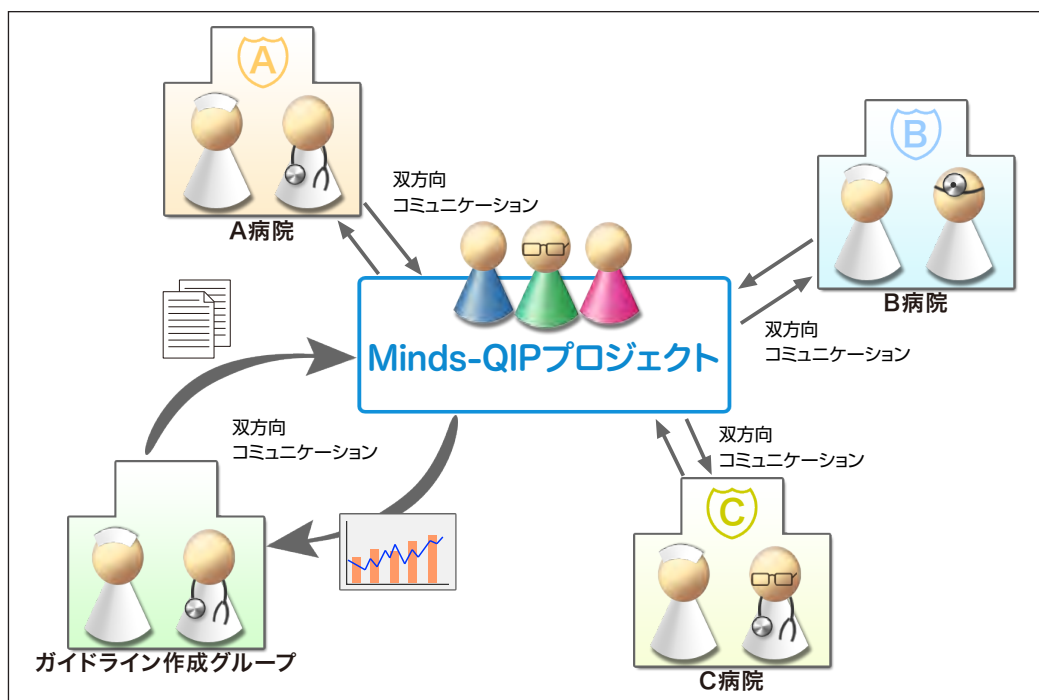 A
A病院
双方向
コミュニケーション
B
B病院
双方向
コミュニケーション
Minds-QIPプロジェクト
双方向
コミュニケーション
双方向
コミュニケーション
C
C病院
ガイドライン作成グループ